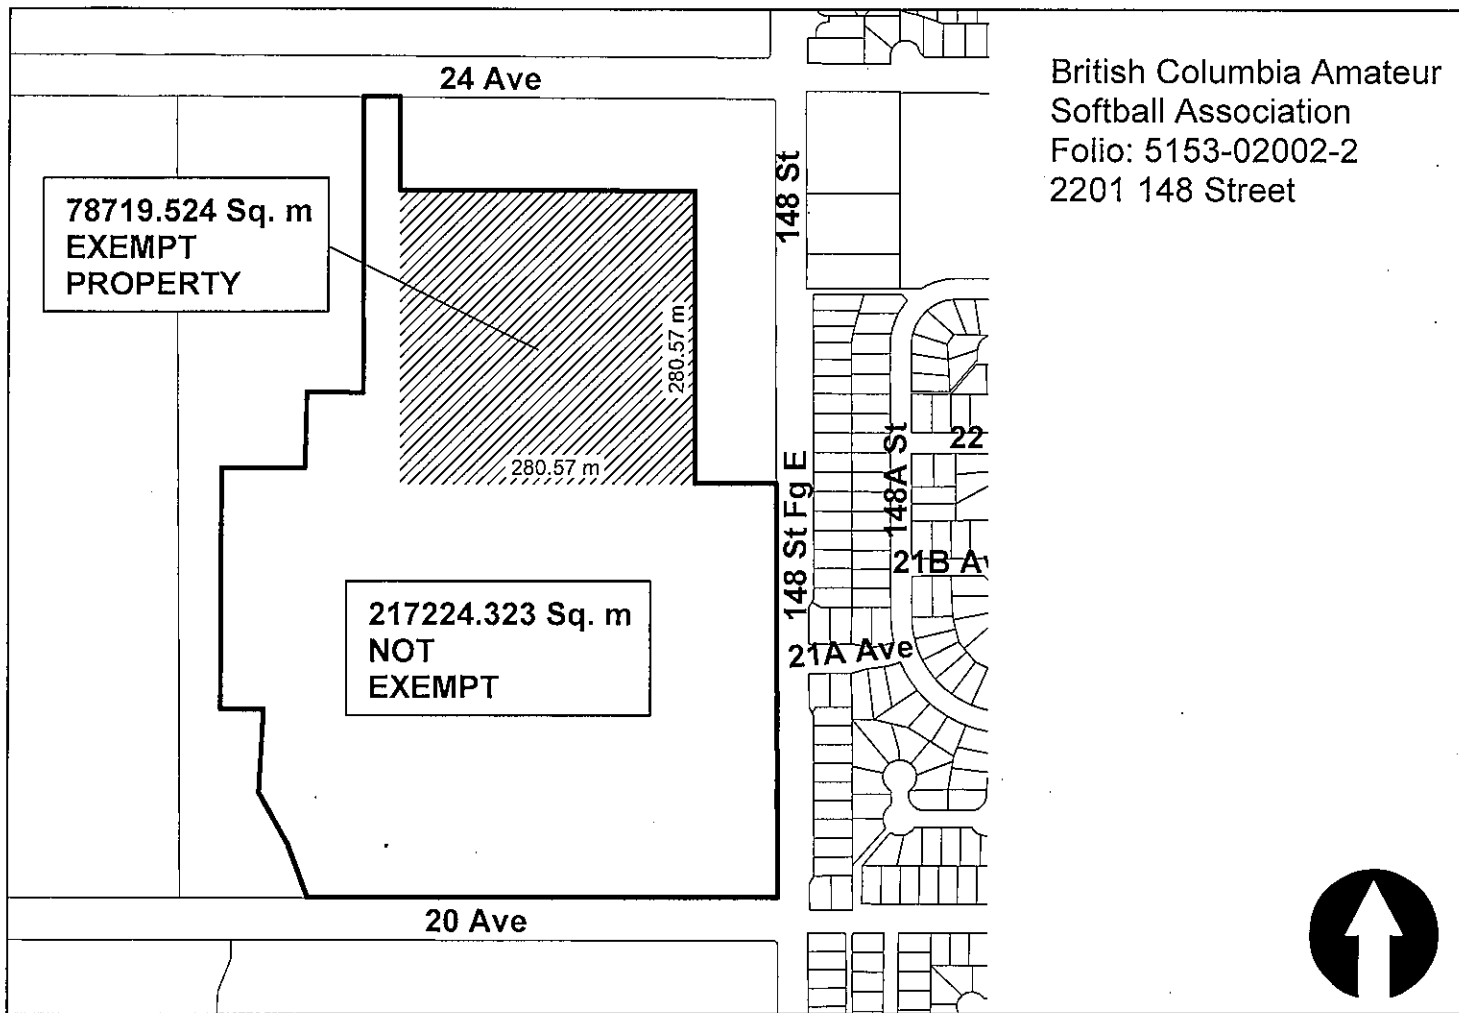 24 Ave
British Columbia Amateur
Softball Association
Folio: 5153-02002-2
2201 148 Street
148 St
78719.524 Sq. m
EXEMPT
PROPERTY
280.57 m
280.57 m
22
148A St
148 St Fg E
21B Av
217224.323 Sq. m
NOT
EXEMPT
21A Ave
20 Ave